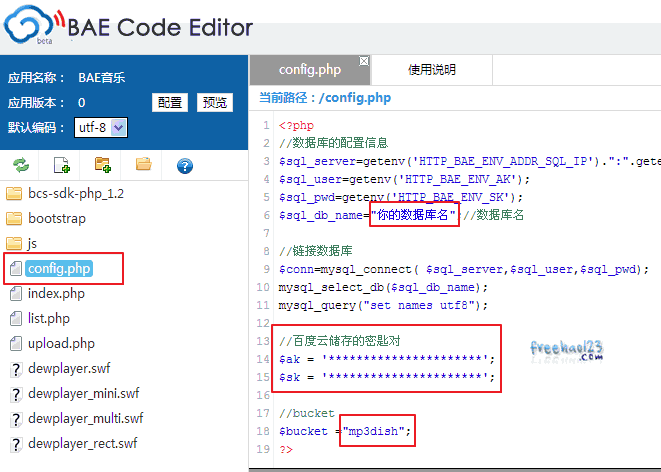 BAE Code Editor
beta
应用名称： BAE音乐
应用版本： 0
配置 预览
默认编码： utf-8
bcs-sdk-php_1.2
bootstrap
js
config.php
index.php
list.php
upload.php
dewplayer.swf
dewplayer_mini.swf
dewplayer_multi.swf
dewplayer_rect.swf
config.php 使用说明
当前路径：/config.php
1 <?php
2 //数据库的配置信息
3 $sql_server=getenv('HTTP_BAE_ENV_ADDR_SQL_IP').":".gete
4 $sql_user=getenv('HTTP_BAE_ENV_AK');
5 $sql_pwd=getenv('HTTP_BAE_ENV_SK');
6 $sql_db_name="你的数据库名";//数据库名
7
8 //链接数据库
9 $conn=mysql_connect( $sql_server,$sql_user,$sql_pwd);
10 mysql_select_db($sql_db_name);
11 mysql_query("set names utf8");
12
13 //百度云储存的密匙对
14 $ak = '**********************';
15 $sk = '**********************';
16
17 //bucket
18 $bucket ="mp3dish";
19 ?>
freehao123
.com